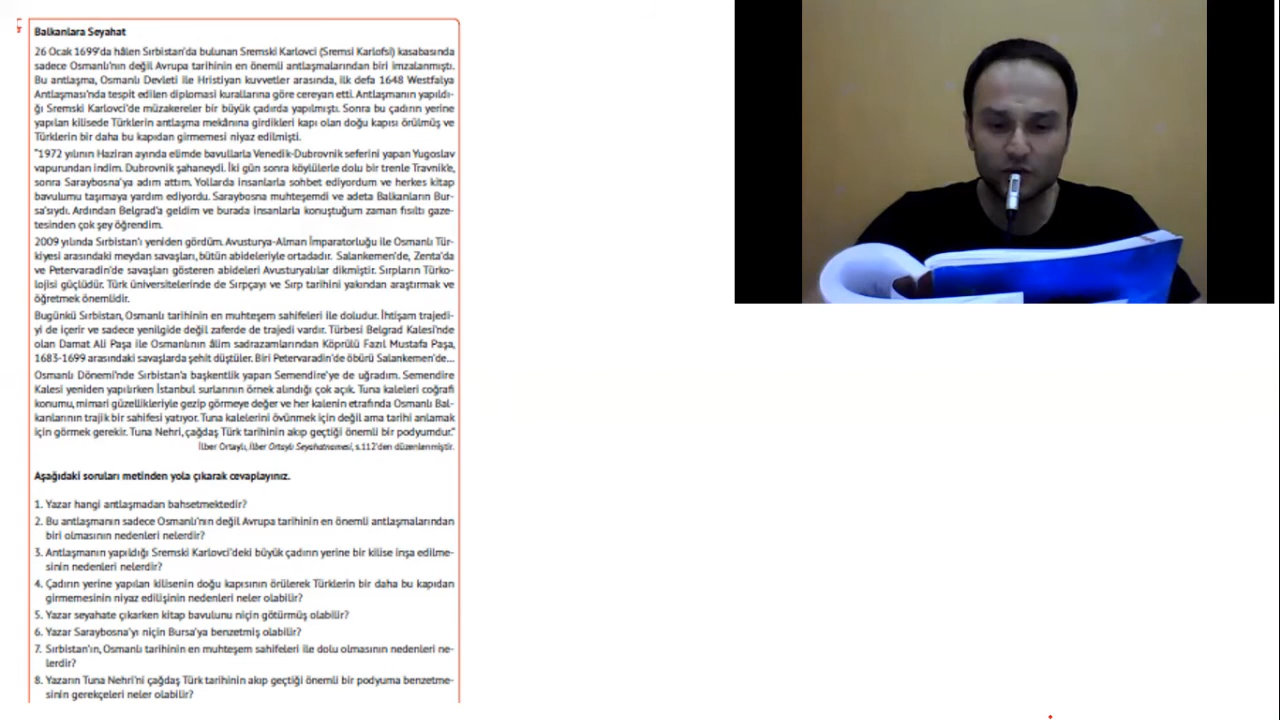 Balkanlara Seyahat
26 Ocak 1699'da hâlen Sırbistan'da bulunan Sremski Karlovci (Sremsi Karlofsi) kasabasında
sadece Osmanlı'nın değil Avrupa tarihinin en önemli antlaşmalarından biri imzalanmıştı.
Bu antlaşma, Osmanlı Devleti ile Hristiyan kuvvetler arasında, ilk defa 1648 Westfalya
Antlaşması'nda tespit edilen diplomasi kurallarına göre cereyan etti. Antlaşmanın yapıldı-
ğı Sremski Karlovci'de müzakereler bir büyük çadırda yapılmıştı. Sonra bu çadırın yerine
yapılan kilisede Türklerin antlaşma mekânına girdikleri kapı olan doğu kapısı örülmüş ve
Türklerin bir daha bu kapıdan girmemesi niyaz edilmişti.
"1972 yılının Haziran ayında elimde bavullarla Venedik-Dubrovnik seferini yapan Yugoslav
vapurundan indim. Dubrovnik şahaneydi. İki gün sonra köylülerle dolu bir trenle Travnik'e,
sonra Saraybosna'ya adım attım. Yollarda insanlarla sohbet ediyordum ve herkes kitap
bavulumu taşımaya yardım ediyordu. Saraybosna muhteşemdi ve adeta Balkanların Bur-
sa'sıydı. Ardından Belgrad'a geldim ve burada insanlarla konuştuğum zaman fısıltı gaze-
tesinden çok şey öğrendim.
2009 yılında Sırbistan'ı yeniden gördüm. Avusturya-Alman İmparatorluğu ile Osmanlı Tür-
kiyesi arasındaki meydan savaşları, bütün abideleriyle ortadadır. Salankemen'de, Zenta'da
ve Petervaradin'de savaşları gösteren abideleri Avusturyalılar dikmiştir. Sırpların Türko-
lojisi güçlüdür. Türk üniversitelerinde de Sırpçayı ve Sırp tarihini yakından araştırmak ve
öğretmek önemlidir.
Bugünkü Sırbistan, Osmanlı tarihinin en muhteşem sahifeleri ile doludur. İhtişam trajedi-
yi de içerir ve sadece yenilgide değil zaferde de trajedi vardır. Türbesi Belgrad Kalesi'nde
olan Damat Ali Paşa ile Osmanlının âlim sadrazamlarından Köprülü Fazıl Mustafa Paşa,
1683-1699 arasındaki savaşlarda şehit düştüler. Biri Petervaradin'de öbürü Salankemen'de...
Osmanlı Dönemi'nde Sırbistan'a başkentlik yapan Semendire'ye de uğradım. Semendire
Kalesi yeniden yapılırken İstanbul surlarının örnek alındığı çok açık. Tuna kaleleri coğrafi
konumu, mimari güzellikleriyle gezip görmeye değer ve her kalenin etrafında Osmanlı Bal-
kanlarının trajik bir sahifesi yatıyor. Tuna kalelerini övünmek için değil ama tarihi anlamak
için görmek gerekir. Tuna Nehri, çağdaş Türk tarihinin akıp geçtiği önemli bir podyumdur."
İlber Ortaylı, İlber Ortaylı Seyahatnamesi, s.112'den düzenlenmiştir.
Aşağıdaki soruları metinden yola çıkarak cevaplayınız.
1. Yazar hangi antlaşmadan bahsetmektedir?
2. Bu antlaşmanın sadece Osmanlı'nın değil Avrupa tarihinin en önemli antlaşmalarından
biri olmasının nedenleri nelerdir?
3. Antlaşmanın yapıldığı Sremski Karlovci'deki büyük çadırın yerine bir kilise inşa edilme-
sinin nedenleri nelerdir?
4. Çadırın yerine yapılan kilisenin doğu kapısının örülerek Türklerin bir daha bu kapıdan
girmemesinin niyaz edilişinin nedenleri neler olabilir?
5. Yazar seyahate çıkarken kitap bavulunu niçin götürmüş olabilir?
6. Yazar Saraybosna'yı niçin Bursa'ya benzetmiş olabilir?
7. Sırbistan'ın, Osmanlı tarihinin en muhteşem sahifeleri ile dolu olmasının nedenleri ne-
lerdir?
8. Yazarın Tuna Nehri'ni çağdaş Türk tarihinin akıp geçtiği önemli bir podyuma benzetme-
sinin gerekçeleri neler olabilir?